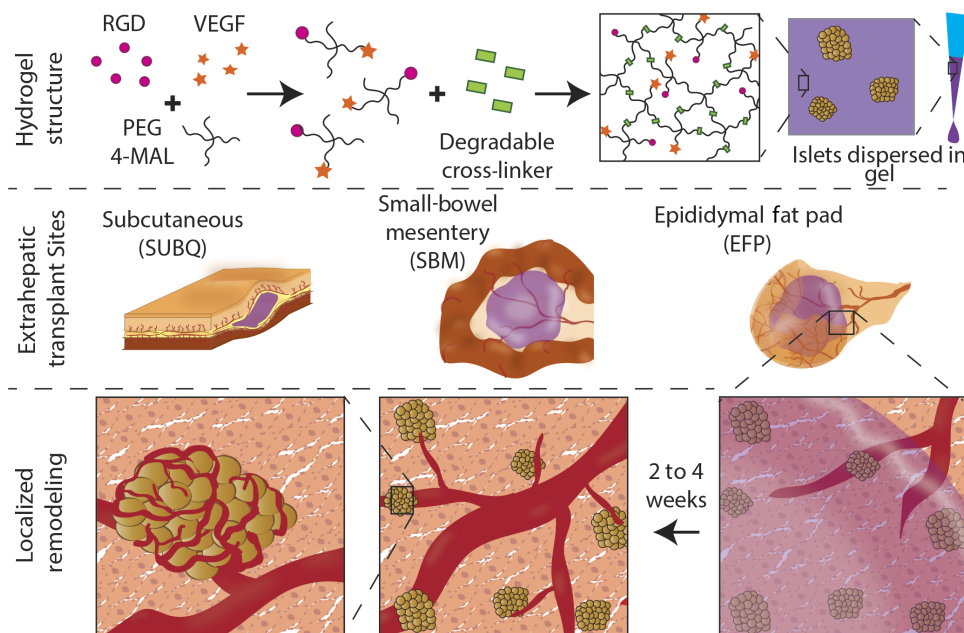 Hydrogel
structure
RGD
VEGF
PEG
4-MAL
Degradable
cross-linker
Islets dispersed in
gel
Extrahepatic
transplant Sites
Subcutaneous
(SUBQ)
Small-bowel
mesentery
(SBM)
Epididymal fat pad
(EFP)
Localized
remodeling
2 to 4
weeks